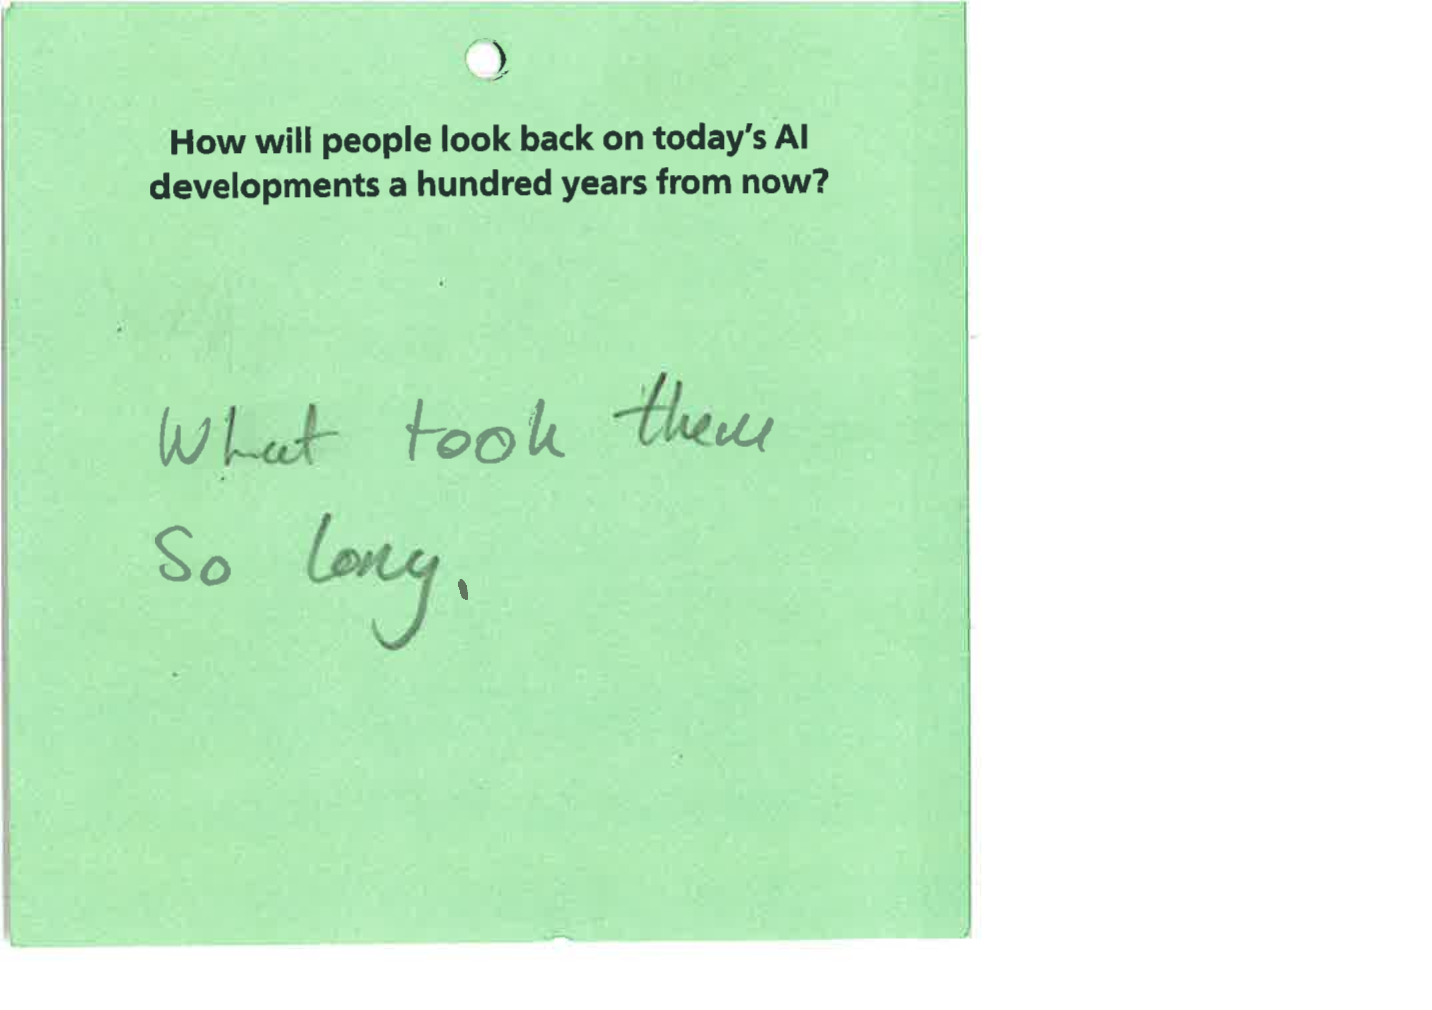 How will people look back on today's AI
developments a hundred years from now?
What took them
So long.